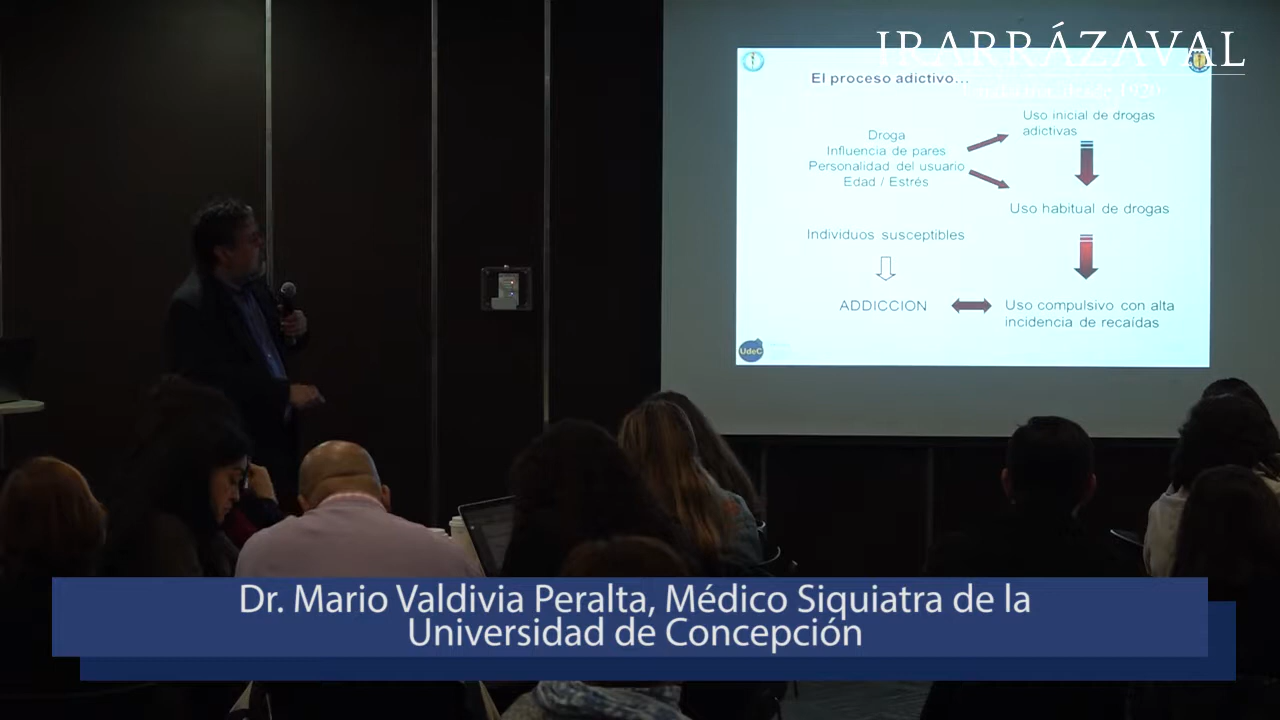 IRARRÁZAVAL
El proceso adictivo...
Droga
Influencia de pares
Personalidad del usuario
Edad / Estrés
Uso inicial de drogas
adictivas
Uso habitual de drogas
Individuos susceptibles
ADDICCION
Uso compulsivo con alta
incidencia de recaídas
UdeC
Dr. Mario Valdivia Peralta, Médico Siquiatra de la
Universidad de Concepción